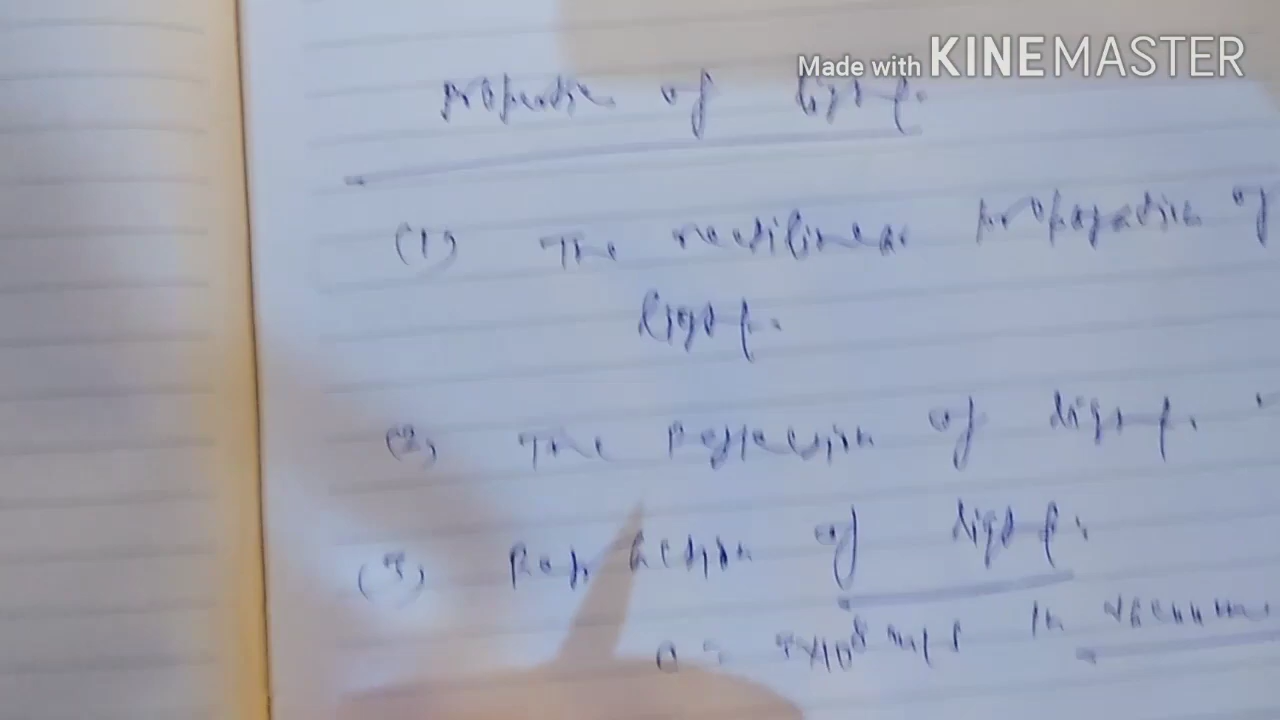 Made with KINEMASTER
Properties of light.
(1) The rectilinear propagation of
light.
(2) The Reflection of light.
(3) Refraction of light.
c = 3x10⁸ m/s in vacuum